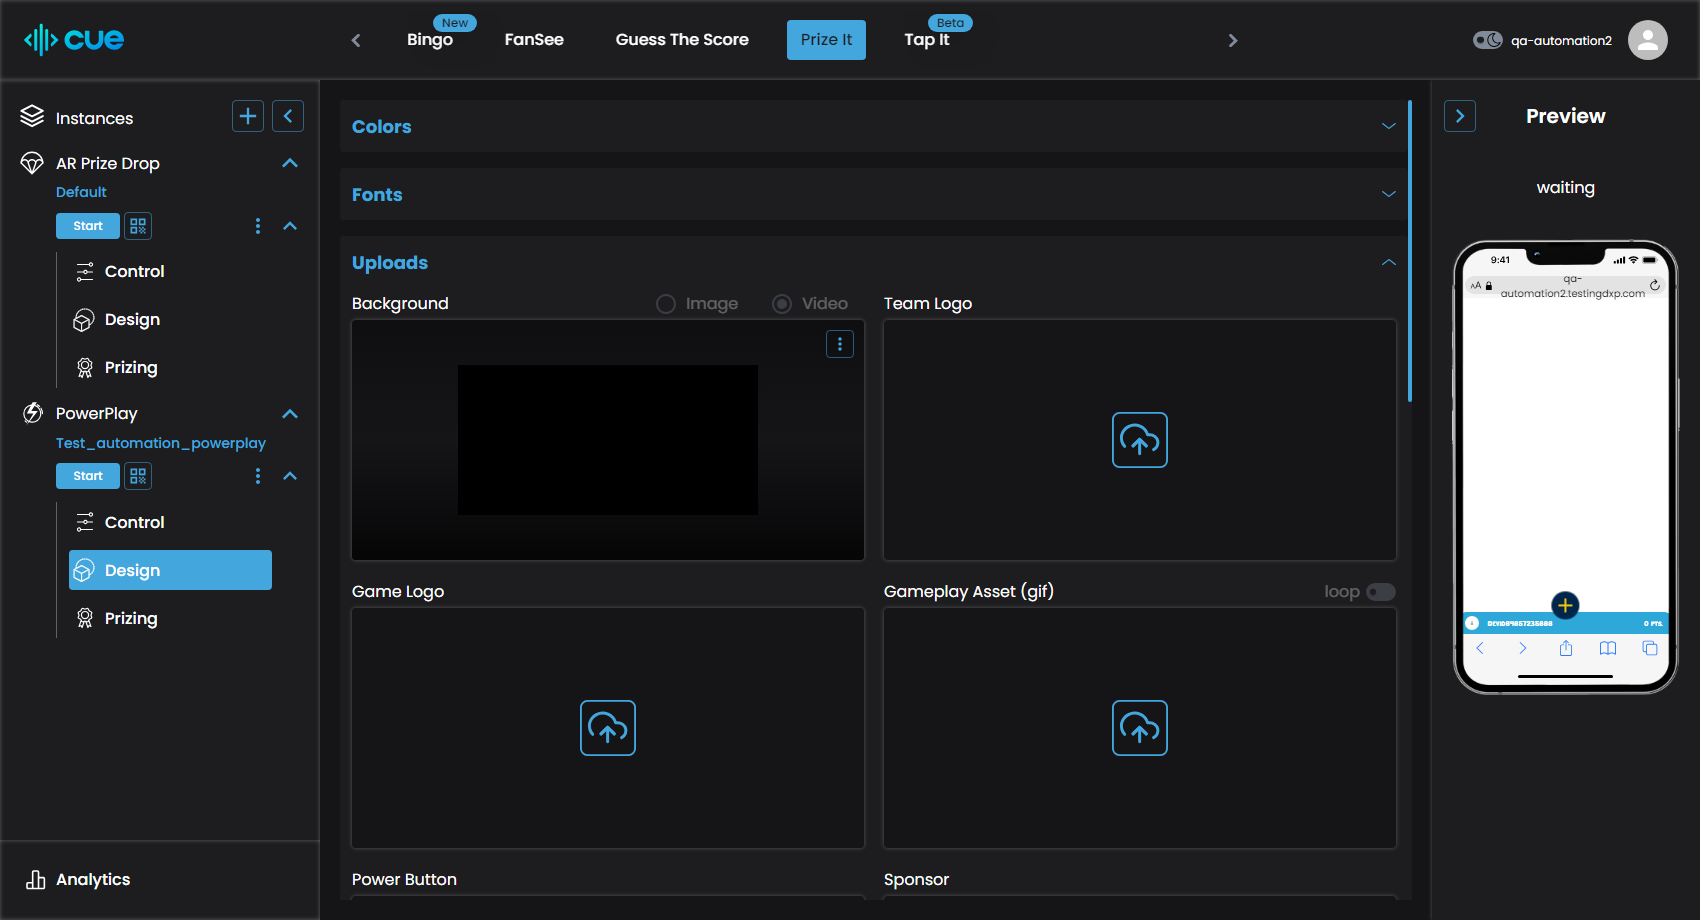 cue
Bingo
New
FanSee
Guess The Score
Prize It
Tap It
Beta
qa-automation2
Instances
AR Prize Drop
Default
Start
Control
Design
Prizing
PowerPlay
Test_automation_powerplay
Start
Control
Design
Prizing
Analytics
Colors
Fonts
Uploads
Background
Image
Video
Team Logo
Game Logo
Gameplay Asset (gif)
loop
Power Button
Sponsor
Preview
waiting
9:41
AA
qa-
automation2.testingdxp.com
0 PTS.